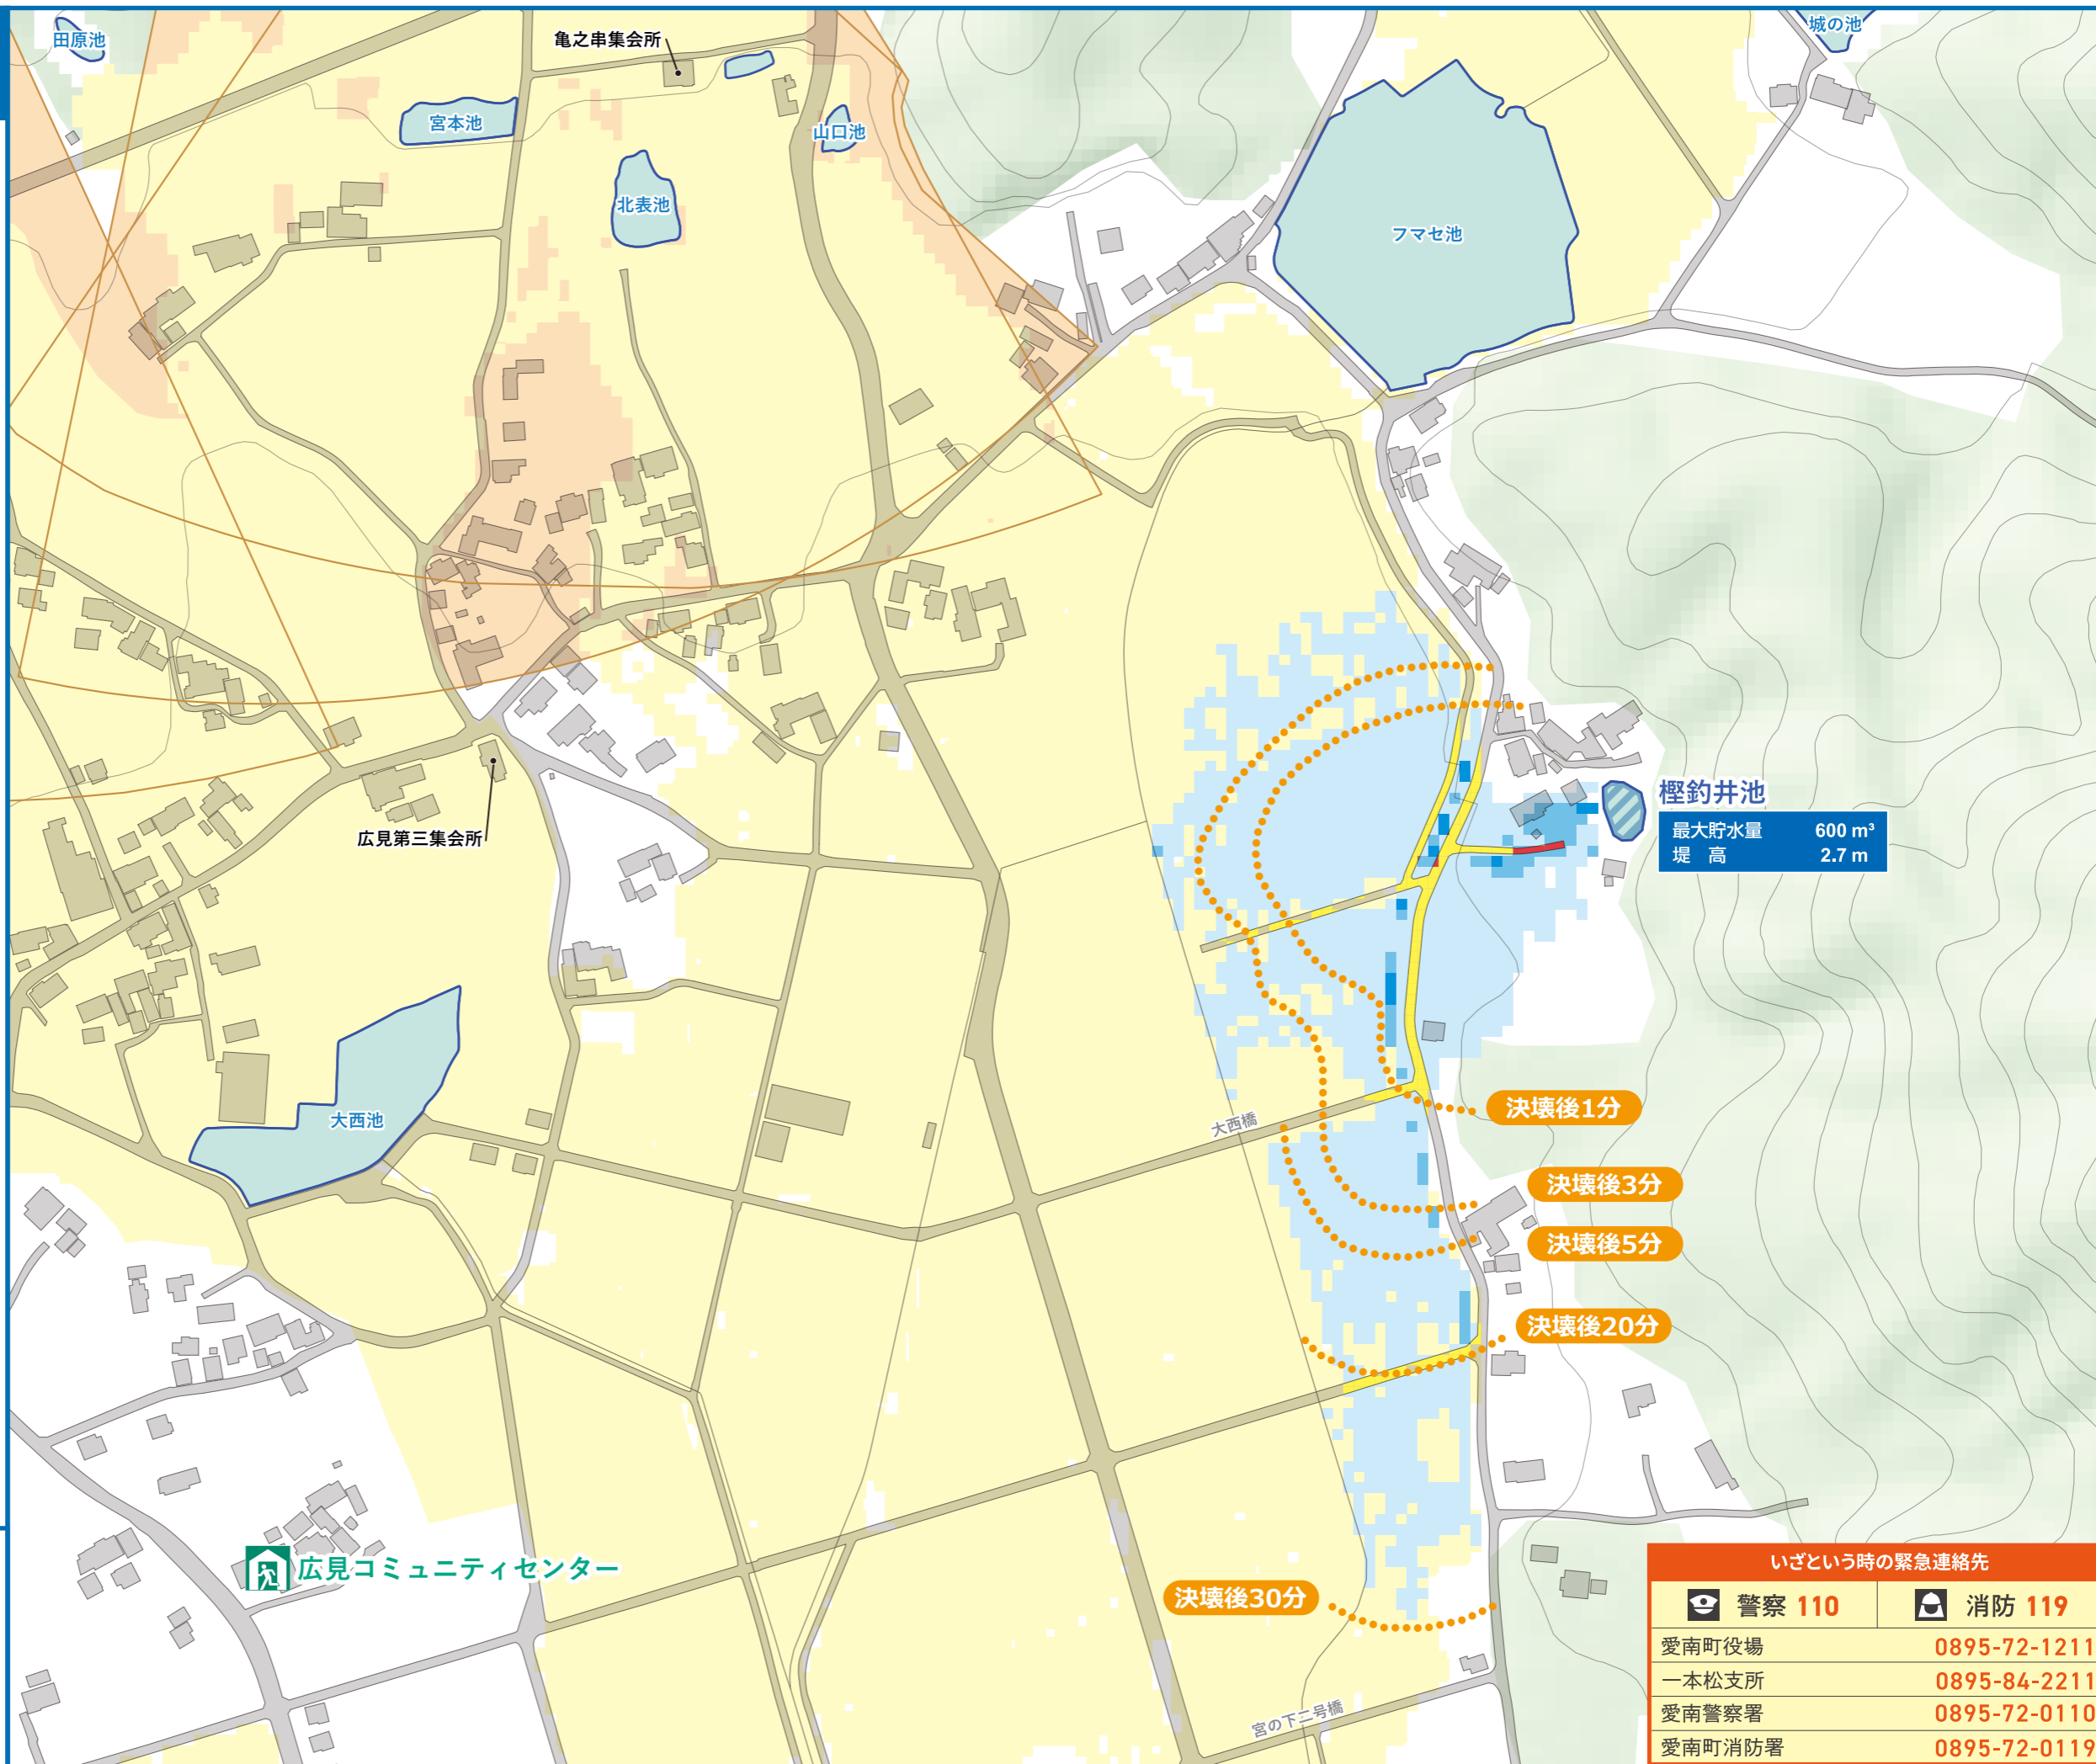 田原池
亀之串集会所
城の池
宮本池
山口池
北表池
フマセ池
樫釣井池
最大貯水量 600 m³
堤 高 2.7 m
広見第三集会所
大西池
大西橋
決壊後1分
決壊後3分
決壊後5分
決壊後20分
決壊後30分
広見コミュニティセンター
宮の下二号橋
いざという時の緊急連絡先
警察 110 消防 119
愛南町役場 0895-72-1211
一本松支所 0895-84-2211
愛南警察署 0895-72-0110
愛南町消防署 0895-72-0119